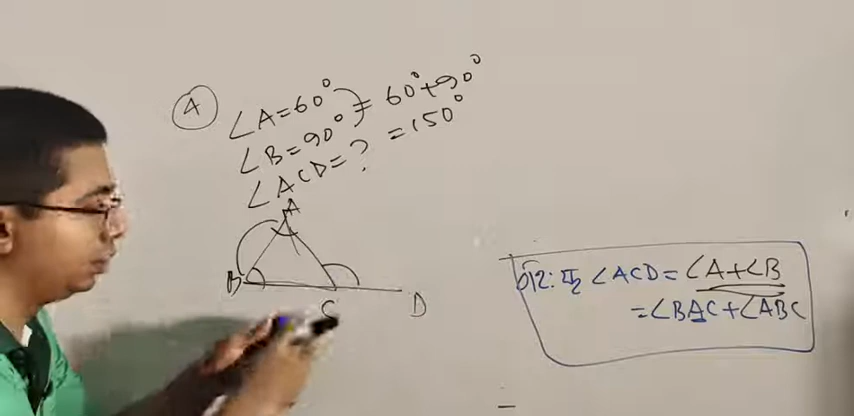 4
∠A=60° = 60°+90°
∠B=90° =150°
∠ACD=?
A
B
C
D
∠ACD=∠A+∠B
=∠BAC+∠ABC